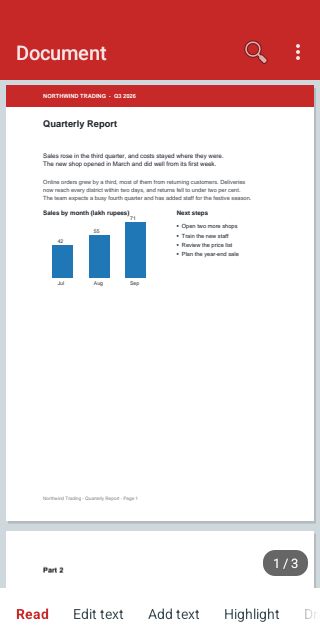 Document
NORTHWIND TRADING - Q3 2026
Quarterly Report
Sales rose in the third quarter, and costs stayed where they were.
The new shop opened in March and did well from its first week.
Online orders grew by a third, most of them from returning customers. Deliveries
now reach every district within two days, and returns fell to under two per cent.
The team expects a busy fourth quarter and has added staff for the festive season.
Sales by month (lakh rupees)
71
55
42
Jul Aug Sep
Next steps
• Open two more shops
• Train the new staff
• Review the price list
• Plan the year-end sale
Northwind Trading - Quarterly Report - Page 1
1 / 3
Part 2
Read Edit text Add text Highlight